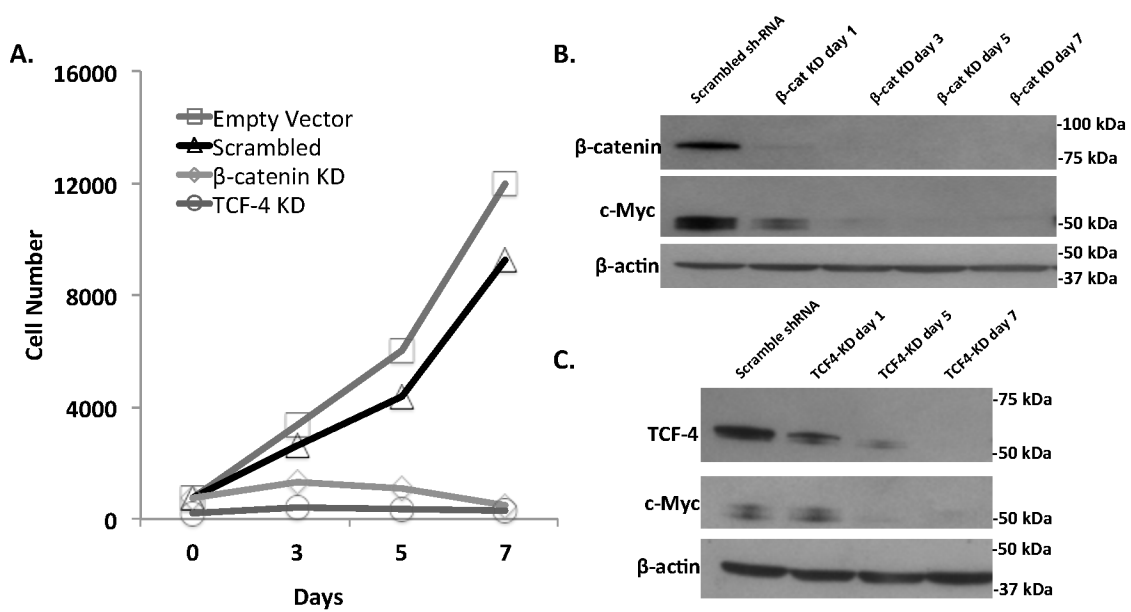 A.
16000
12000
8000
4000
0
Cell Number
0 3 5 7
Days
Empty Vector
Scrambled
β-catenin KD
TCF-4 KD
B.
Scrambled sh-RNA
β-cat KD day 1
β-cat KD day 3
β-cat KD day 5
β-cat KD day 7
β-catenin
-100 kDa
-75 kDa
c-Myc
-50 kDa
β-actin
-50 kDa
-37 kDa
C.
Scramble shRNA
TCF4-KD day 1
TCF4-KD day 5
TCF4-KD day 7
TCF-4
-75 kDa
-50 kDa
c-Myc
-50 kDa
β-actin
-50 kDa
-37 kDa